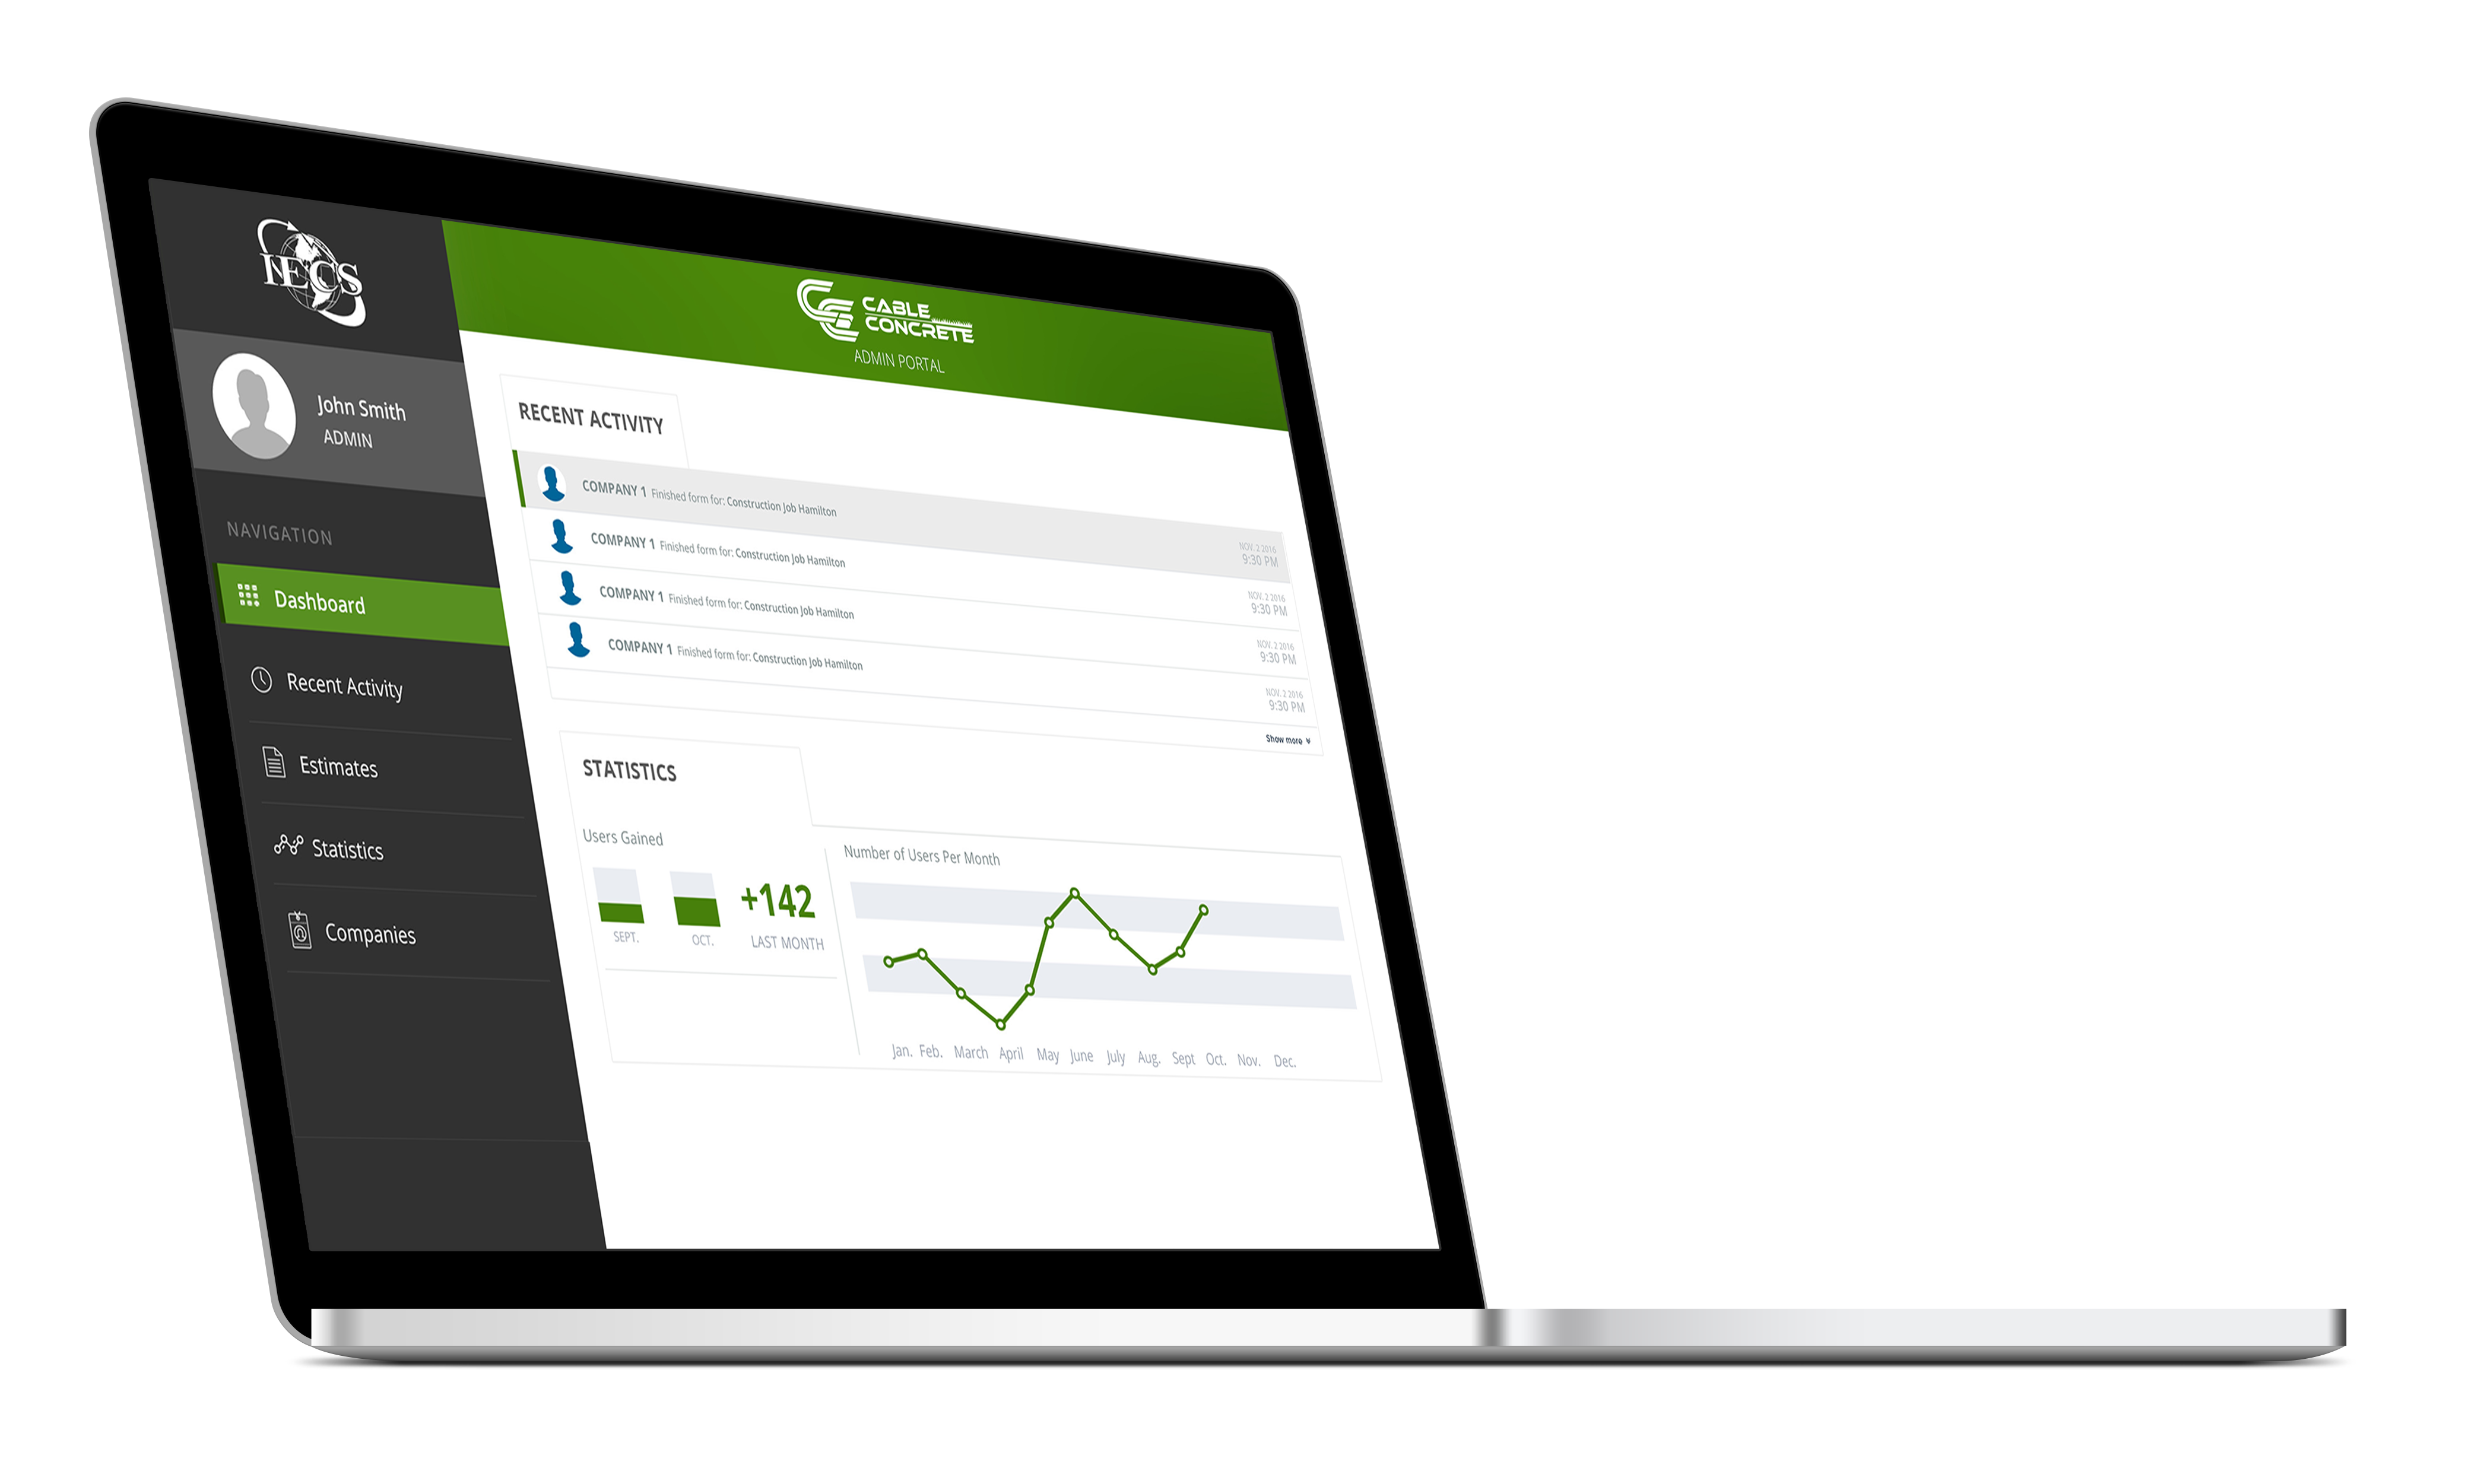 IECS
John Smith
ADMIN
NAVIGATION
Dashboard
Recent Activity
Estimates
Statistics
Companies
CABLE
CONCRETE
ADMIN PORTAL
RECENT ACTIVITY
COMPANY 1 Finished form for: Construction Job Hamilton
NOV. 2 2016
9:30 PM
COMPANY 1 Finished form for: Construction Job Hamilton
NOV. 2 2016
9:30 PM
COMPANY 1 Finished form for: Construction Job Hamilton
NOV. 2 2016
9:30 PM
COMPANY 1 Finished form for: Construction Job Hamilton
NOV. 2 2016
9:30 PM
Show more
STATISTICS
Users Gained
SEPT.
OCT.
+142
LAST MONTH
Number of Users Per Month
Jan. Feb. March April May June July Aug. Sept Oct. Nov. Dec.